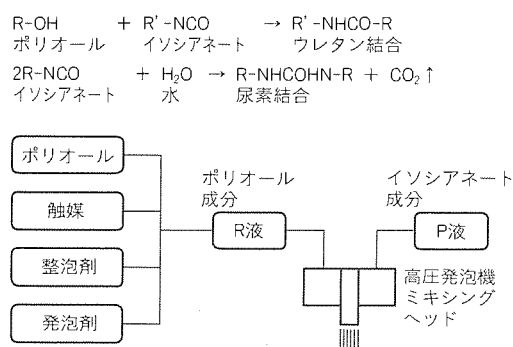 R-OH + R'-NCO → R'-NHCO-R
ポリオール イソシアネート ウレタン結合
2R-NCO + H₂O → R-NHCOHN-R + CO₂↑
イソシアネート 水 尿素結合
ポリオール
触媒
整泡剤
発泡剤
ポリオール
成分
R液
イソシアネート
成分
P液
高圧発泡機
ミキシング
ヘッド